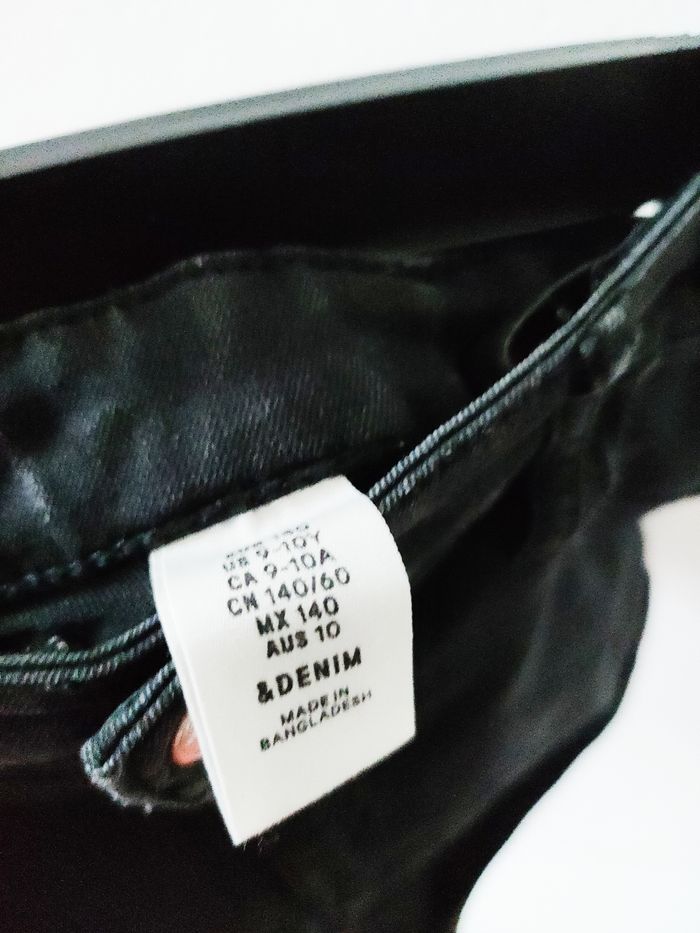 US 9-10Y
CA 9-10A
CN 140/60
MX 140
AUS 10
&DENIM
MADE IN
BANGLADESH